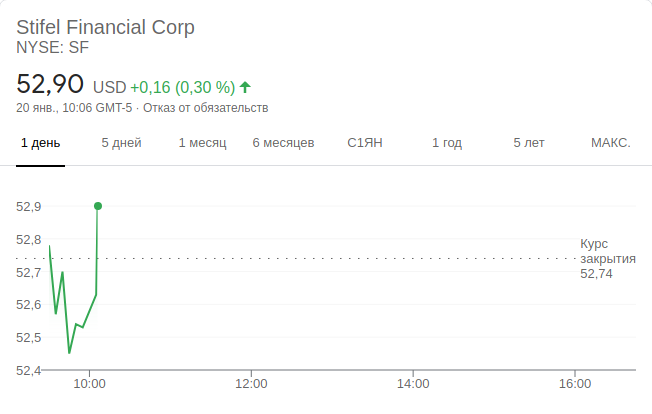 Stifel Financial Corp
NYSE: SF
52,90 USD +0,16 (0,30 %)
20 янв., 10:06 GMT-5 · Отказ от обязательств
1 день 5 дней 1 месяц 6 месяцев С1ЯН 1 год 5 лет МАКС.
52,9
52,8
52,7
52,6
52,5
52,4
Курс
закрытия
52,74
10:00 12:00 14:00 16:00